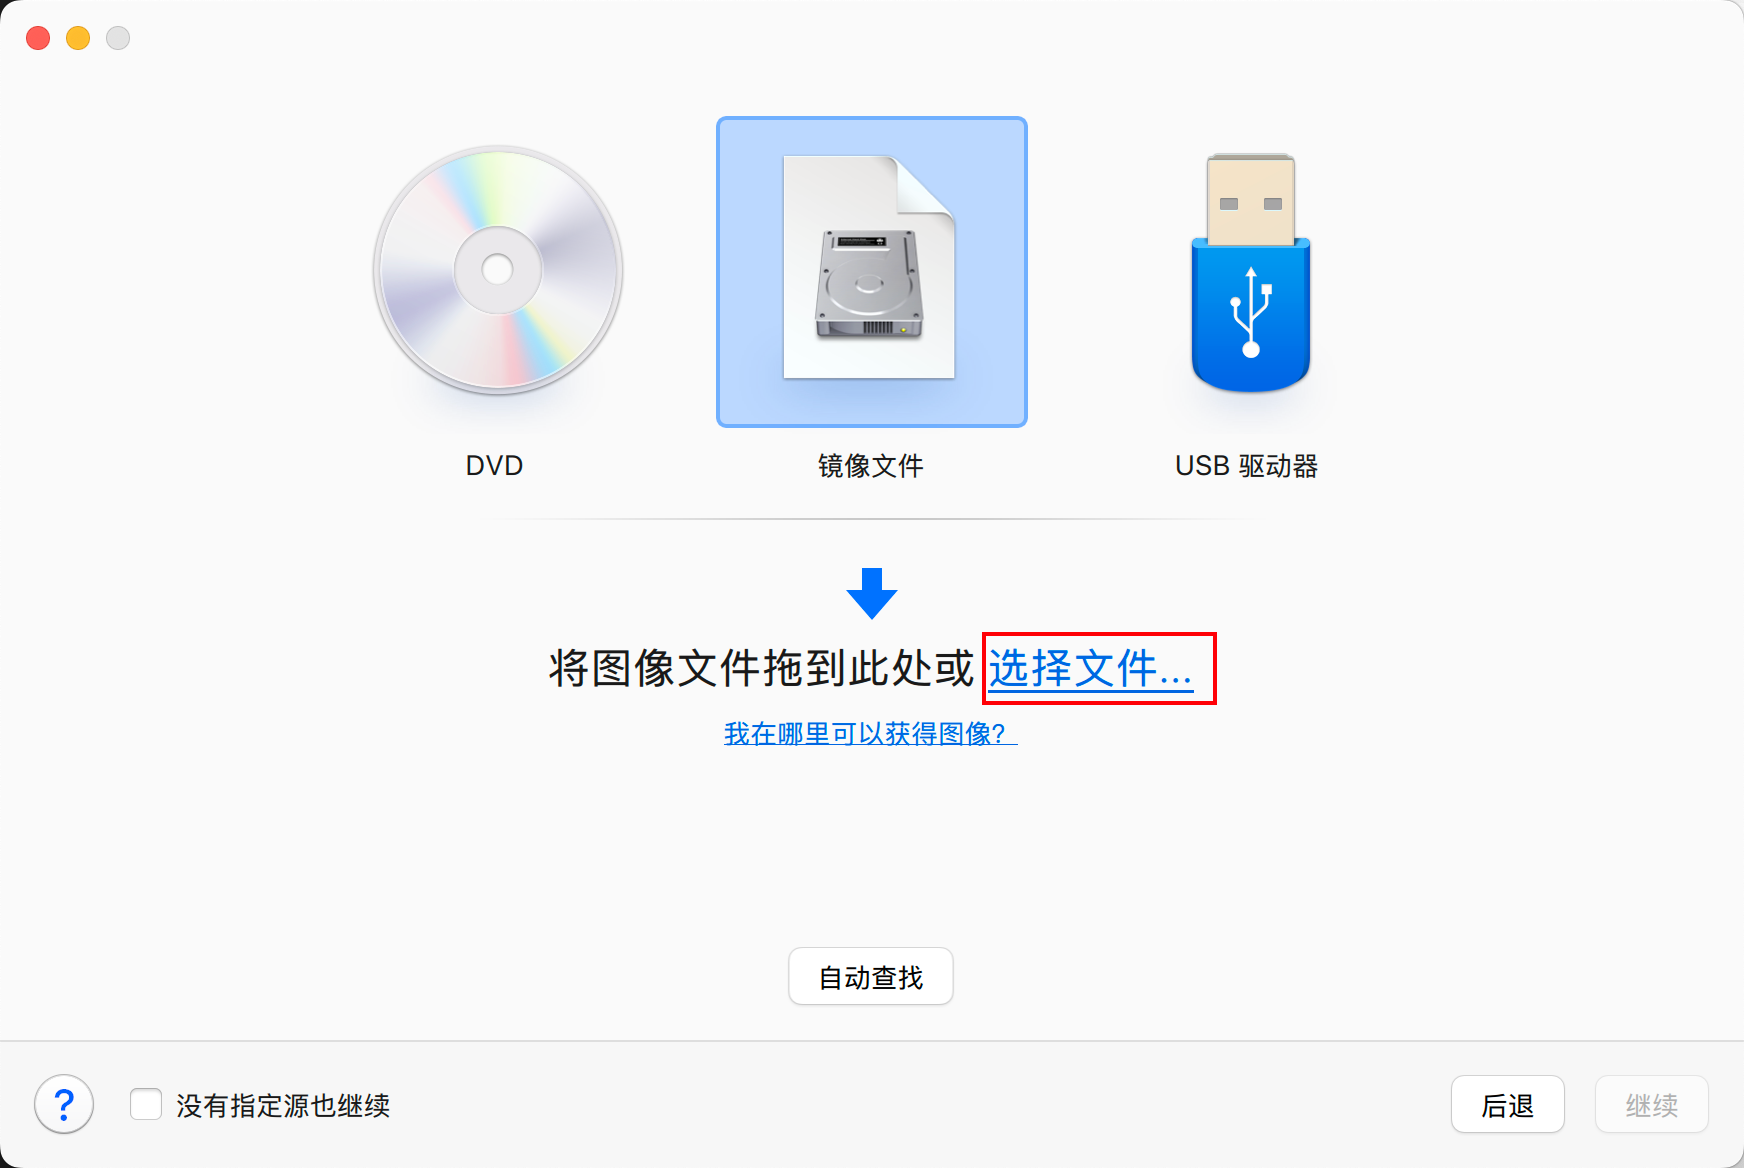 DVD
镜像文件
USB 驱动器
将图像文件拖到此处或 选择文件...
我在哪里可以获得图像？
自动查找
?
没有指定源也继续
后退
继续